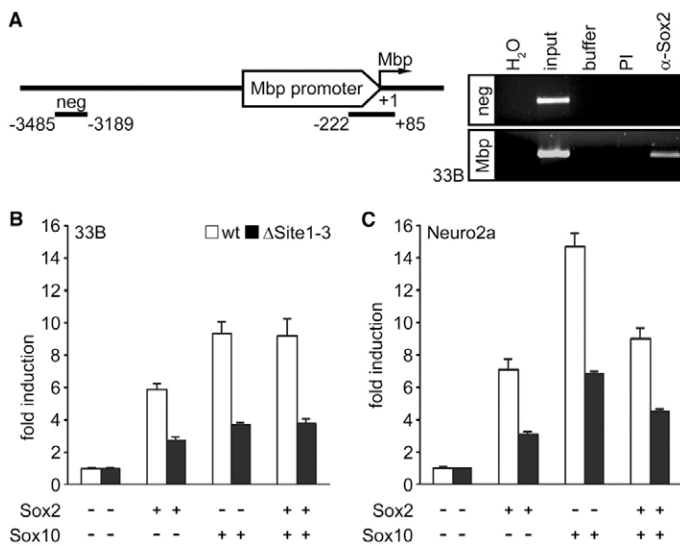 A
Mbp
Mbp promoter
+1
neg
-3485
-3189
-222
+85
H2O
input
buffer
PI
α-Sox2
neg
Mbp
33B
B
33B
wt
ΔSite1-3
fold induction
16
14
12
10
8
6
4
2
0
Sox2 - - + + - - + +
Sox10 - - - - + + + +
C
Neuro2a
fold induction
16
14
12
10
8
6
4
2
0
Sox2 - - + + - - + +
Sox10 - - - - + + + +